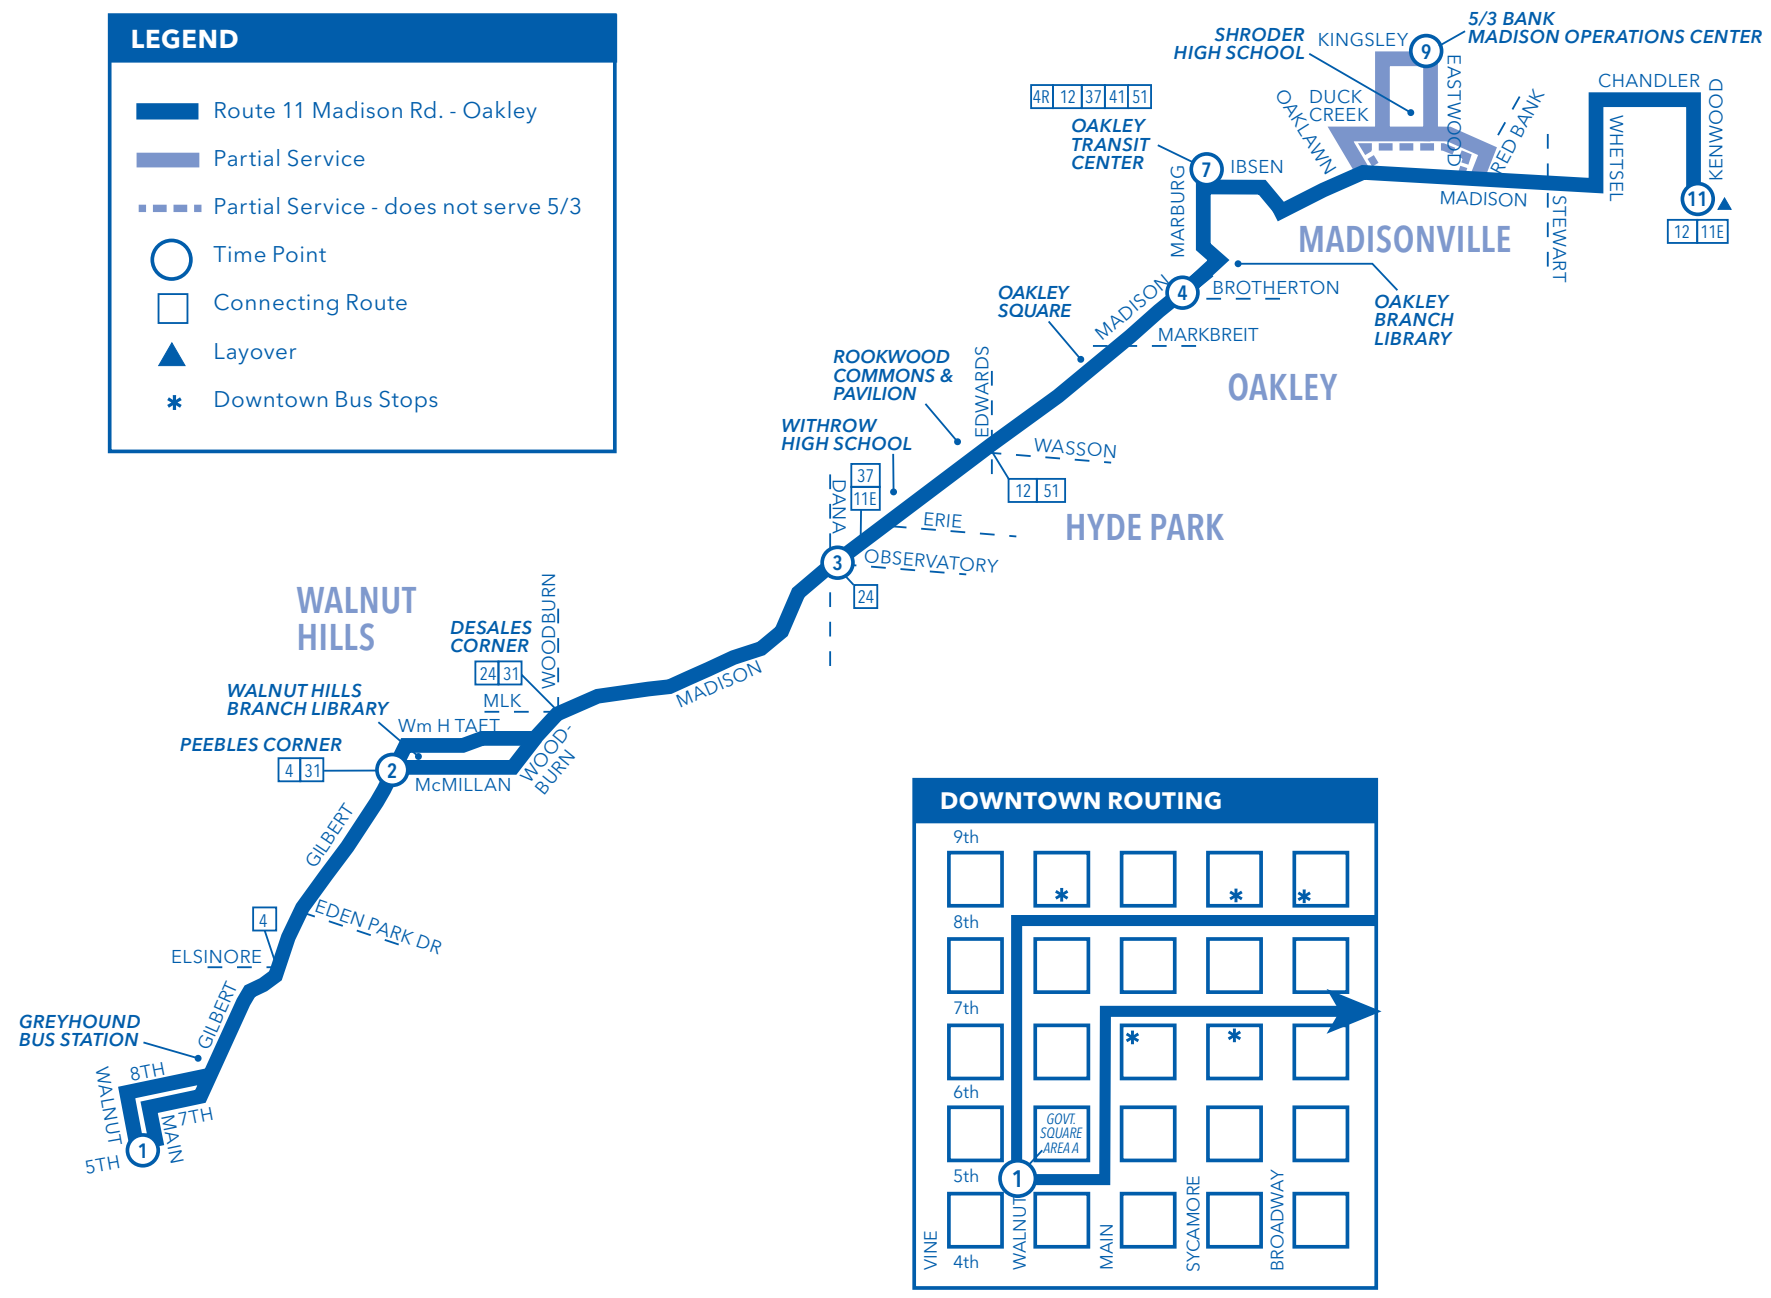 LEGEND
Route 11 Madison Rd. - Oakley
Partial Service
Partial Service - does not serve 5/3
Time Point
Connecting Route
Layover
Downtown Bus Stops
5/3 BANK
MADISON OPERATIONS CENTER
SHRODER
HIGH SCHOOL
KINGSLEY
9
EASTWOOD
DUCK
CREEK
OAKLAWN
RED BANK
CHANDLER
KENWOOD
WHETSEL
4R 12 37 41 51
OAKLEY
TRANSIT
CENTER
7
IBSEN
MARBURG
MADISON
STEWART
11
12 11E
MADISONVILLE
OAKLEY
SQUARE
MADISON
4
BROTHERTON
OAKLEY
BRANCH
LIBRARY
MARKBREIT
OAKLEY
ROOKWOOD
COMMONS &
PAVILION
EDWARDS
WASSON
12 51
WITHROW
HIGH SCHOOL
37
11E
DANA
ERIE
HYDE PARK
3
OBSERVATORY
24
WALNUT
HILLS
DESALES
CORNER
WOODBURN
24 31
MLK
MADISON
WALNUT HILLS
BRANCH LIBRARY
Wm H TAFT
WOOD-
BURN
PEEBLES CORNER
4 31
2
McMILLAN
GILBERT
4
EDEN PARK DR
ELSINORE
GILBERT
GREYHOUND
BUS STATION
8TH
WALNUT
7TH
MAIN
5TH
1
DOWNTOWN ROUTING
9th
8th
7th
6th
GOVT.
SQUARE
AREA A
5th
1
4th
VINE
WALNUT
MAIN
SYCAMORE
BROADWAY